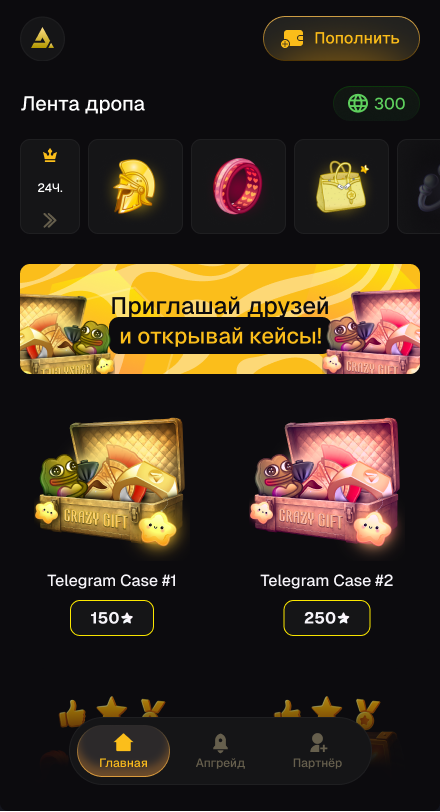 Пополнить
Лента дропа
300
24Ч.
Приглашай друзей
и открывай кейсы!
CRAZY GIFT
CRAZY GIFT
CRAZY GIFT
Telegram Case #1
Telegram Case #2
150
250
Главная
Апгрейд
Партнёр